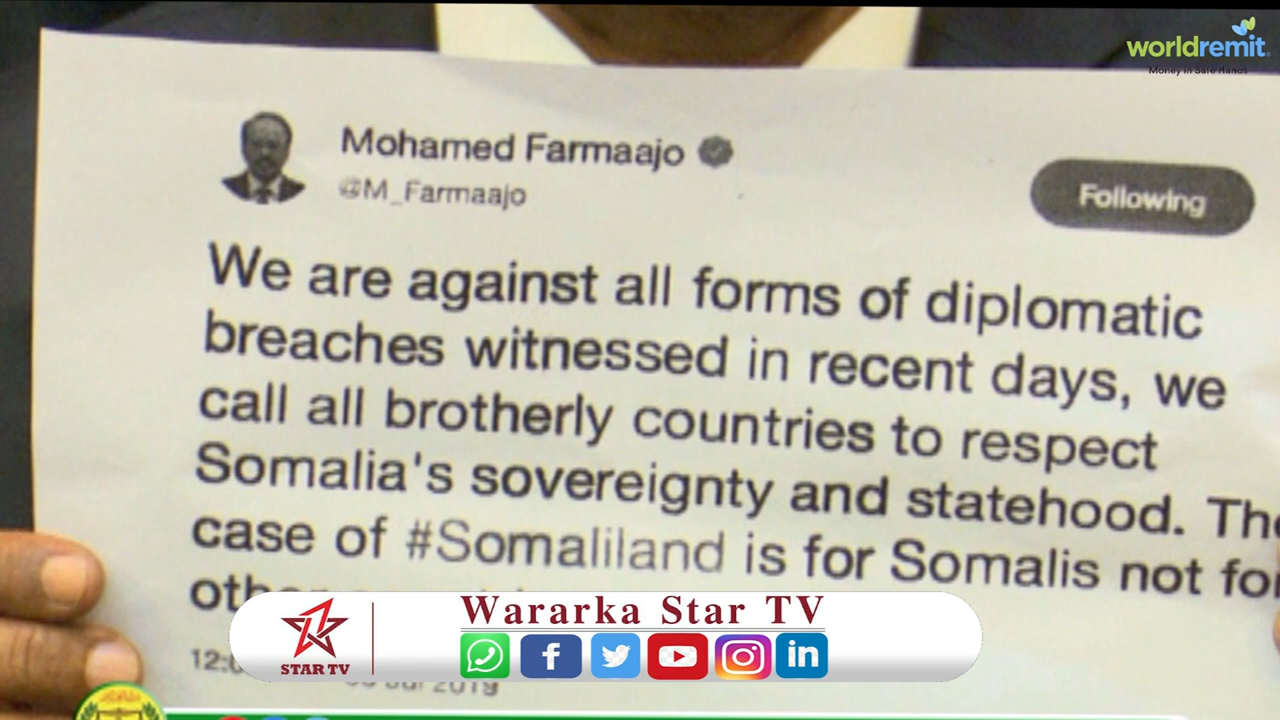 worldremit
Money in Safe Hands
Mohamed Farmaajo
@M_Farmaajo
Following
We are against all forms of diplomatic
breaches witnessed in recent days, we
call all brotherly countries to respect
Somalia's sovereignty and statehood. The
case of #Somaliland is for Somalis not for
Wararka Star TV
STAR TV
2019